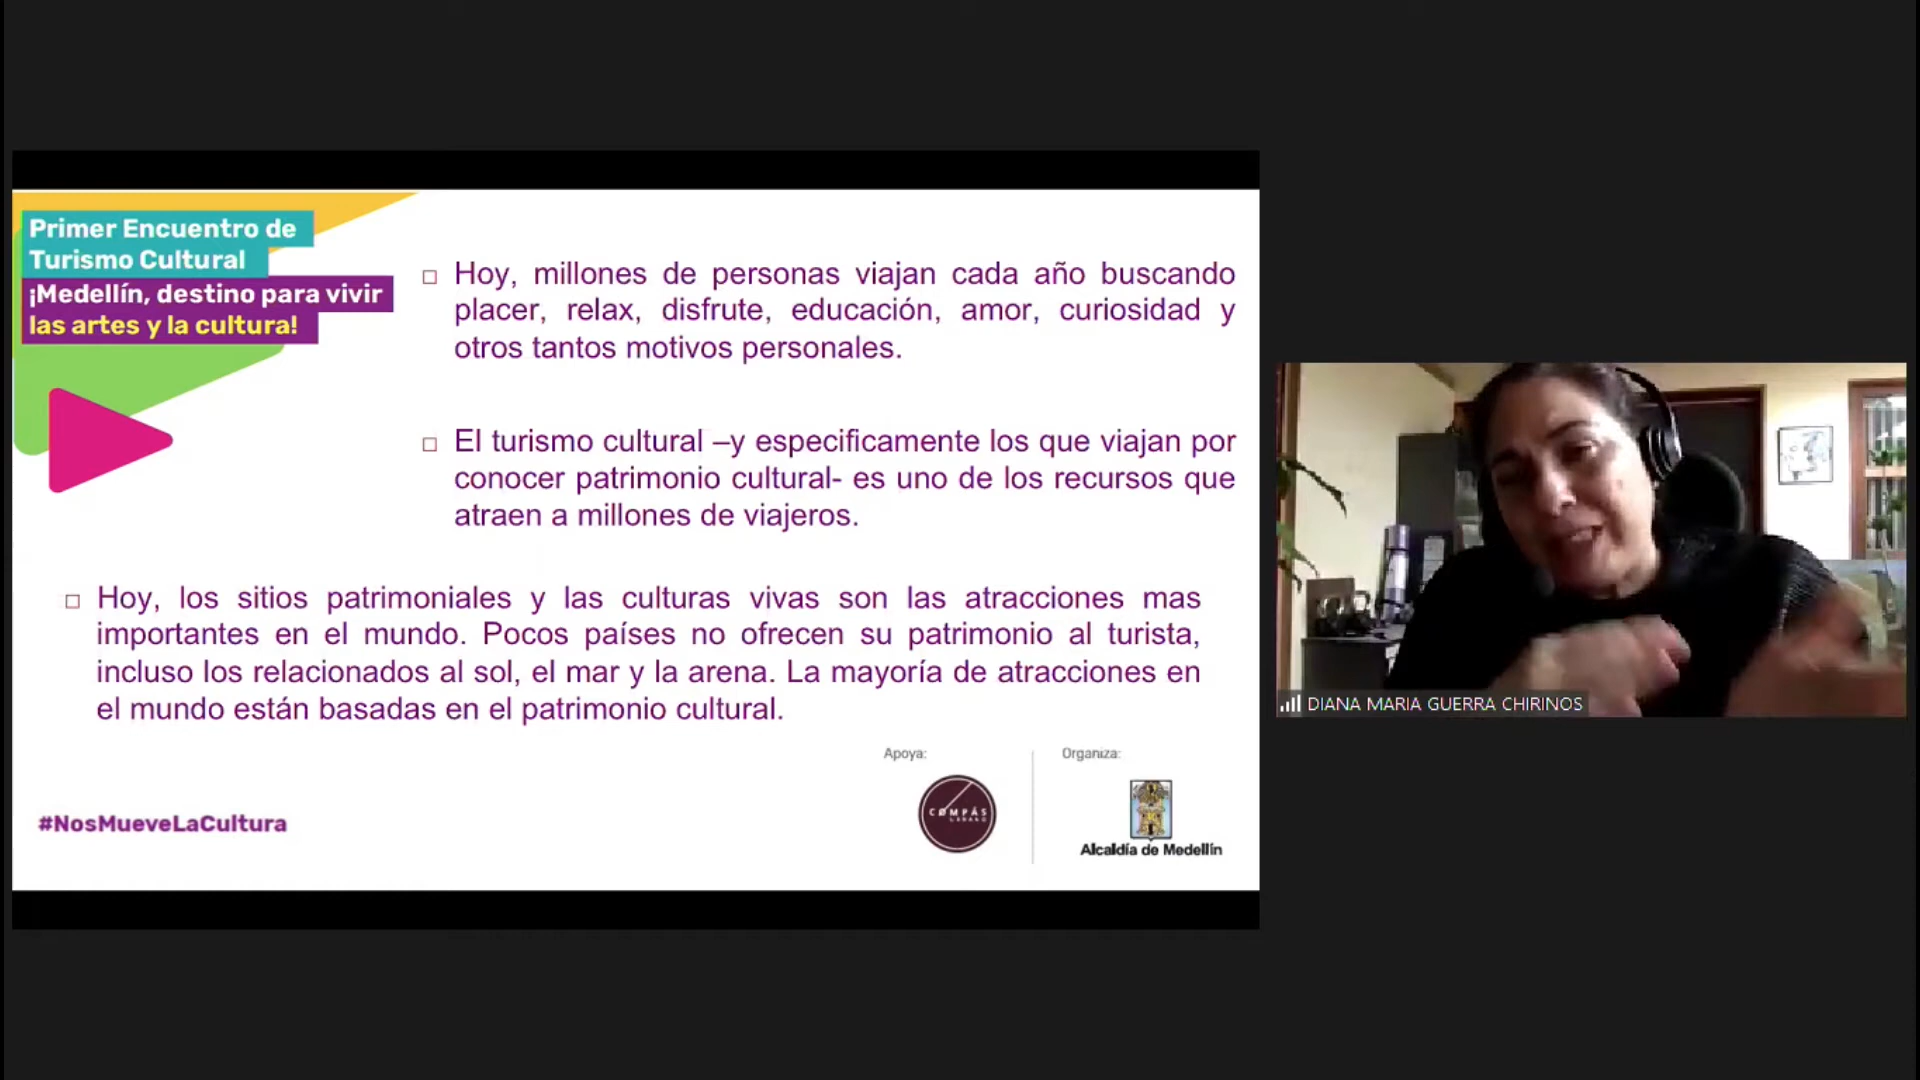 Primer Encuentro de
Turismo Cultural
¡Medellín, destino para vivir
las artes y la cultura!
Hoy, millones de personas viajan cada año buscando
placer, relax, disfrute, educación, amor, curiosidad y
otros tantos motivos personales.
El turismo cultural –y especificamente los que viajan por
conocer patrimonio cultural- es uno de los recursos que
atraen a millones de viajeros.
Hoy, los sitios patrimoniales y las culturas vivas son las atracciones mas
importantes en el mundo. Pocos países no ofrecen su patrimonio al turista,
incluso los relacionados al sol, el mar y la arena. La mayoría de atracciones en
el mundo están basadas en el patrimonio cultural.
Apoya:
COMPÁS
URBANO
Organiza:
Alcaldía de Medellín
#NosMueveLaCultura
DIANA MARIA GUERRA CHIRINOS